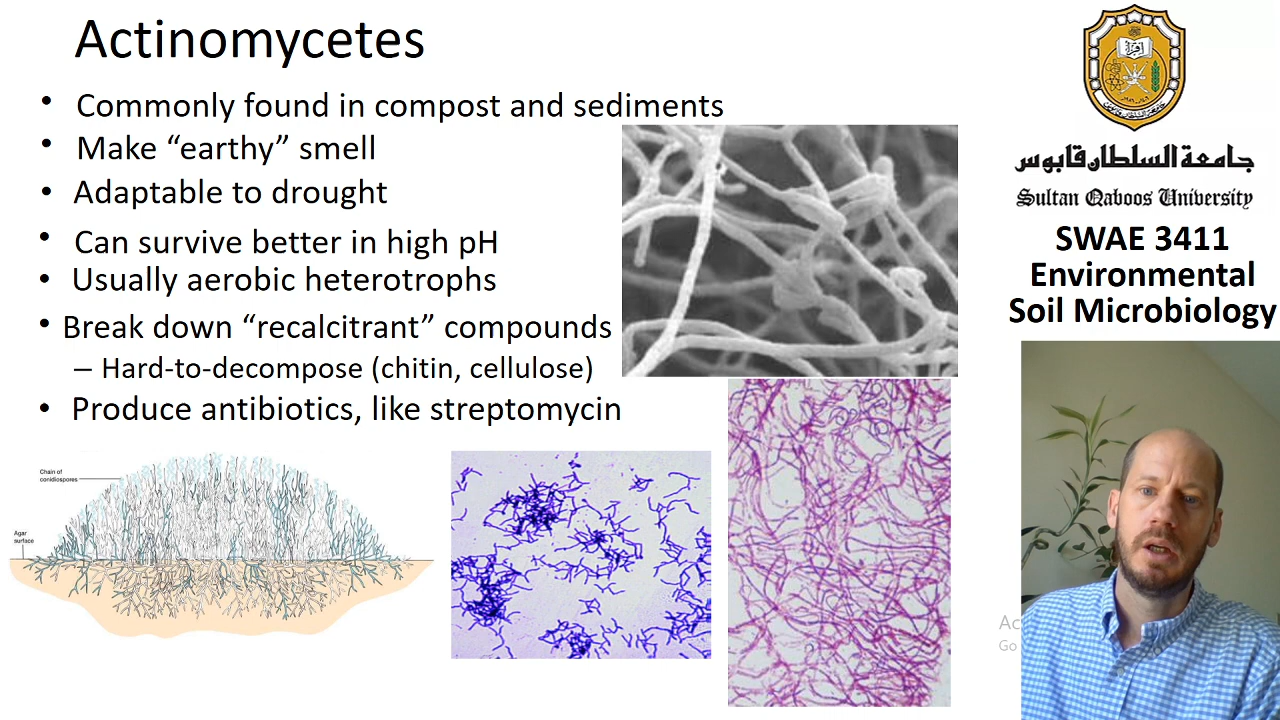 Actinomycetes
• Commonly found in compost and sediments
• Make “earthy” smell
• Adaptable to drought
• Can survive better in high pH
• Usually aerobic heterotrophs
• Break down “recalcitrant” compounds
– Hard-to-decompose (chitin, cellulose)
• Produce antibiotics, like streptomycin
Chain of
conidiospores
Agar
surface
جامعة السلطان قابوس
Sultan Qaboos University
SWAE 3411
Environmental
Soil Microbiology
Go